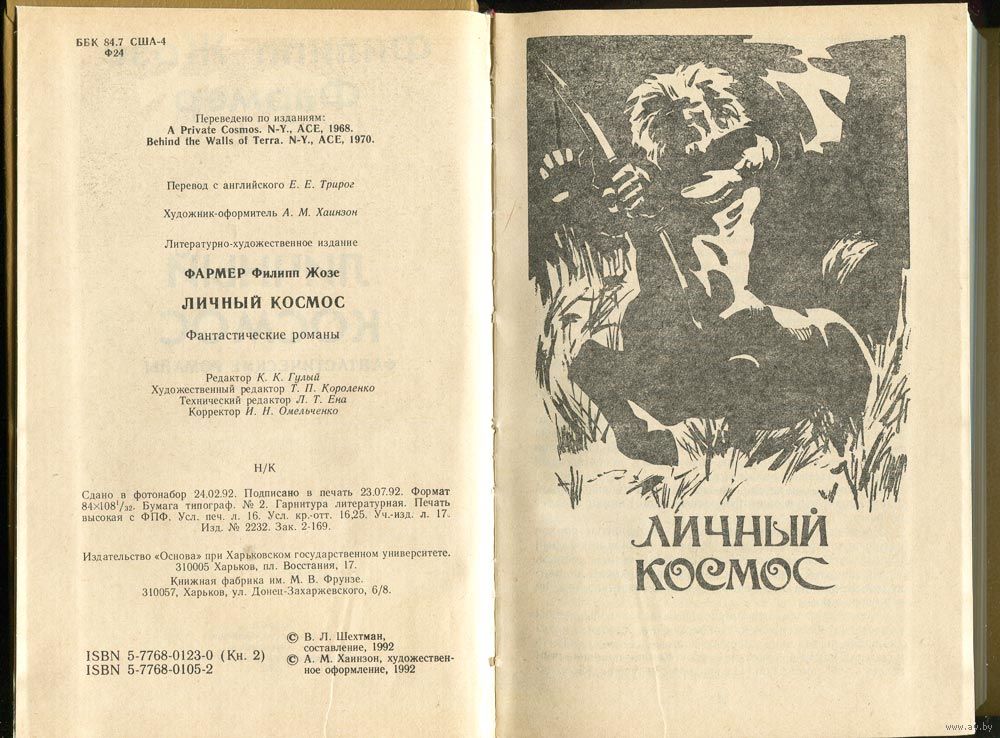 ББК 84.7 США-4
Ф24
Переведено по изданиям:
A Private Cosmos. N-Y., ACE, 1968.
Behind the Walls of Terra. N-Y., ACE, 1970.
Перевод с английского Е. Е. Трирог
Художник-оформитель А. М. Хаинзон
Литературно-художественное издание
ФАРМЕР Филипп Жозе
ЛИЧНЫЙ КОСМОС
Фантастические романы
Редактор К. К. Гулый
Художественный редактор Т. П. Короленко
Технический редактор Л. Т. Ена
Корректор И. Н. Омельченко
Н/К
Сдано в фотонабор 24.02.92. Подписано в печать 23.07.92. Формат
84×108¹/₃₂. Бумага типограф. № 2. Гарнитура литературная. Печать
высокая с ФПФ. Усл. печ. л. 16. Усл. кр.-отт. 16,25. Уч.-изд. л. 17.
Изд. № 2232. Зак. 2-169.
Издательство «Основа» при Харьковском государственном университете.
310005 Харьков, пл. Восстания, 17.
Книжная фабрика им. М. В. Фрунзе.
310057, Харьков, ул. Донец-Захаржевского, 6/8.
ISBN 5-7768-0123-0 (Кн. 2)
ISBN 5-7768-0105-2
© В. Л. Шехтман,
составление, 1992
© А. М. Хаинзон, художествен-
ное оформление, 1992
ЛИЧНЫЙ
КОСМОС
www.ay.by